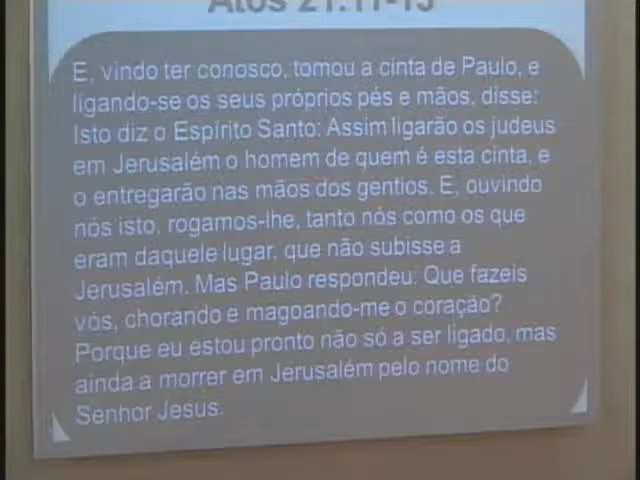 Atos 21:11-13
E, vindo ter conosco, tomou a cinta de Paulo, e
ligando-se os seus próprios pés e mãos, disse:
Isto diz o Espírito Santo: Assim ligarão os judeus
em Jerusalém o homem de quem é esta cinta, e
o entregarão nas mãos dos gentios. E, ouvindo
nós isto, rogamos-lhe, tanto nós como os que
eram daquele lugar, que não subisse a
Jerusalém. Mas Paulo respondeu: Que fazeis
vós, chorando e magoando-me o coração?
Porque eu estou pronto não só a ser ligado, mas
ainda a morrer em Jerusalém pelo nome do
Senhor Jesus.